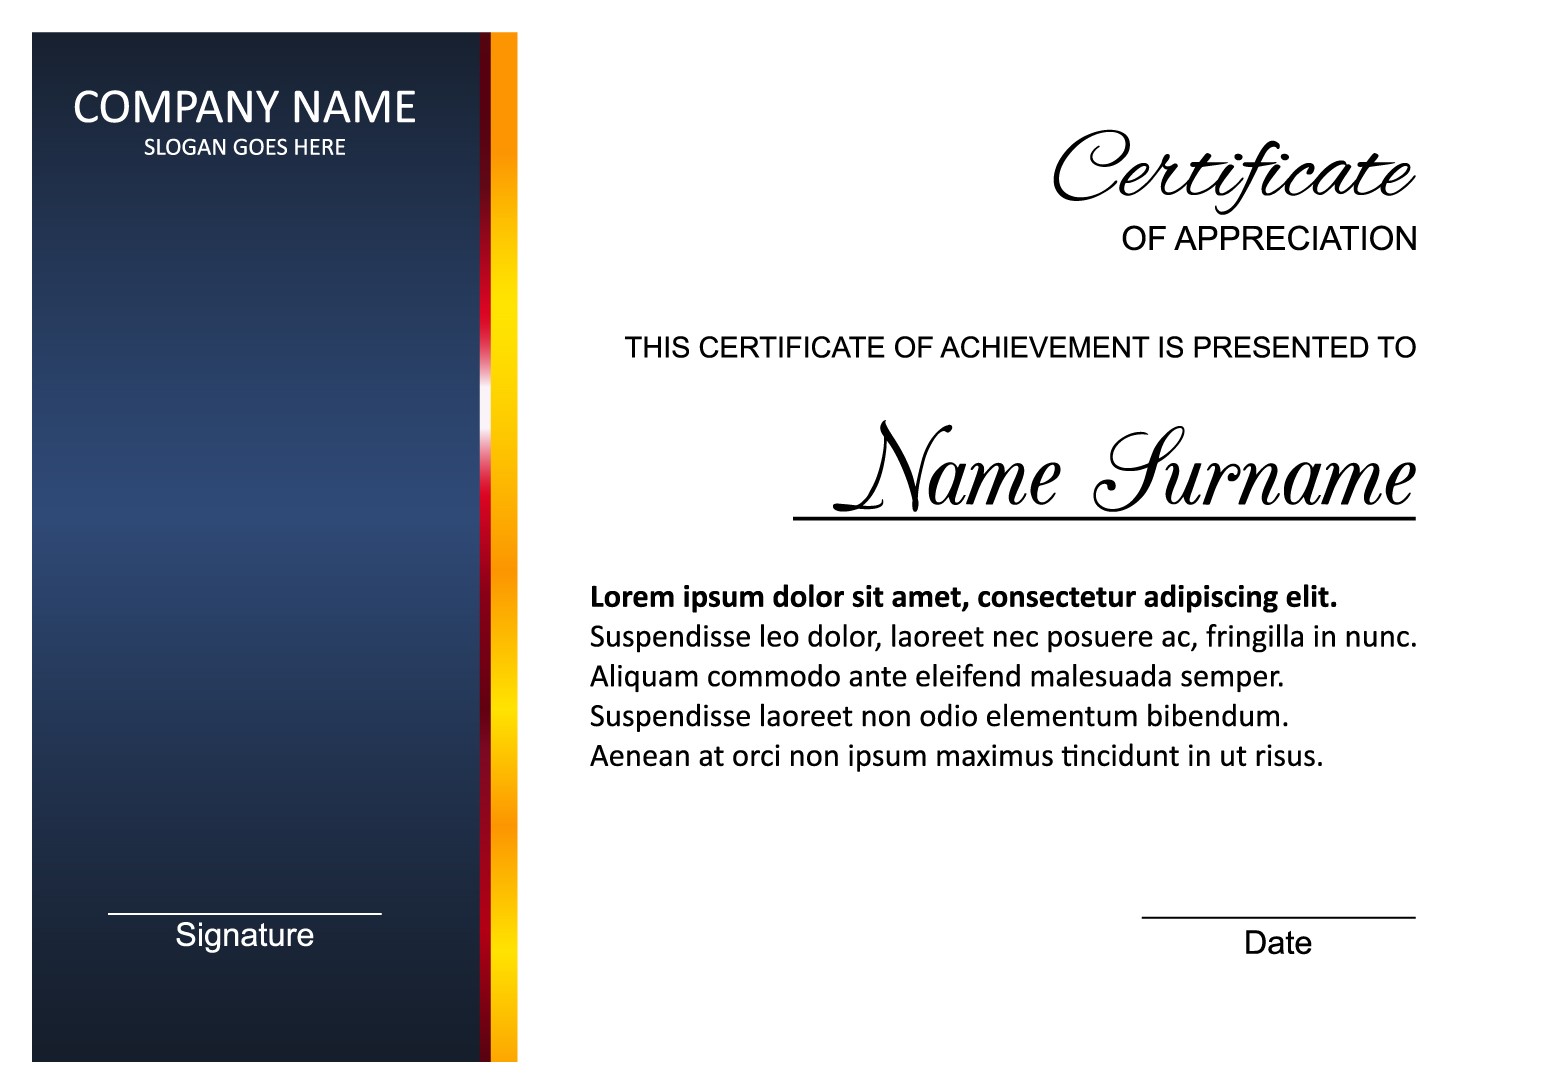 COMPANY NAME
SLOGAN GOES HERE
Certificate
OF APPRECIATION
THIS CERTIFICATE OF ACHIEVEMENT IS PRESENTED TO
Name Surname
Lorem ipsum dolor sit amet, consectetur adipiscing elit.
Suspendisse leo dolor, laoreet nec posuere ac, fringilla in nunc.
Aliquam commodo ante eleifend malesuada semper.
Suspendisse laoreet non odio elementum bibendum.
Aenean at orci non ipsum maximus tincidunt in ut risus.
Signature
Date